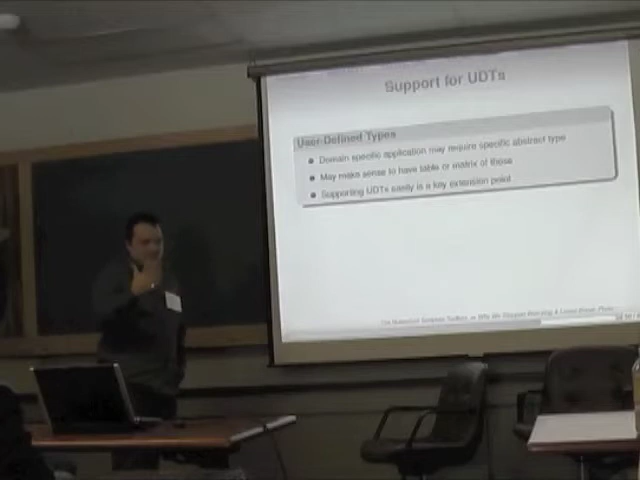 Support for UDTs
User-Defined Types
Domain specific application may require specific abstract type
May make sense to have table or matrix of those
Supporting UDTs easily is a key extension point